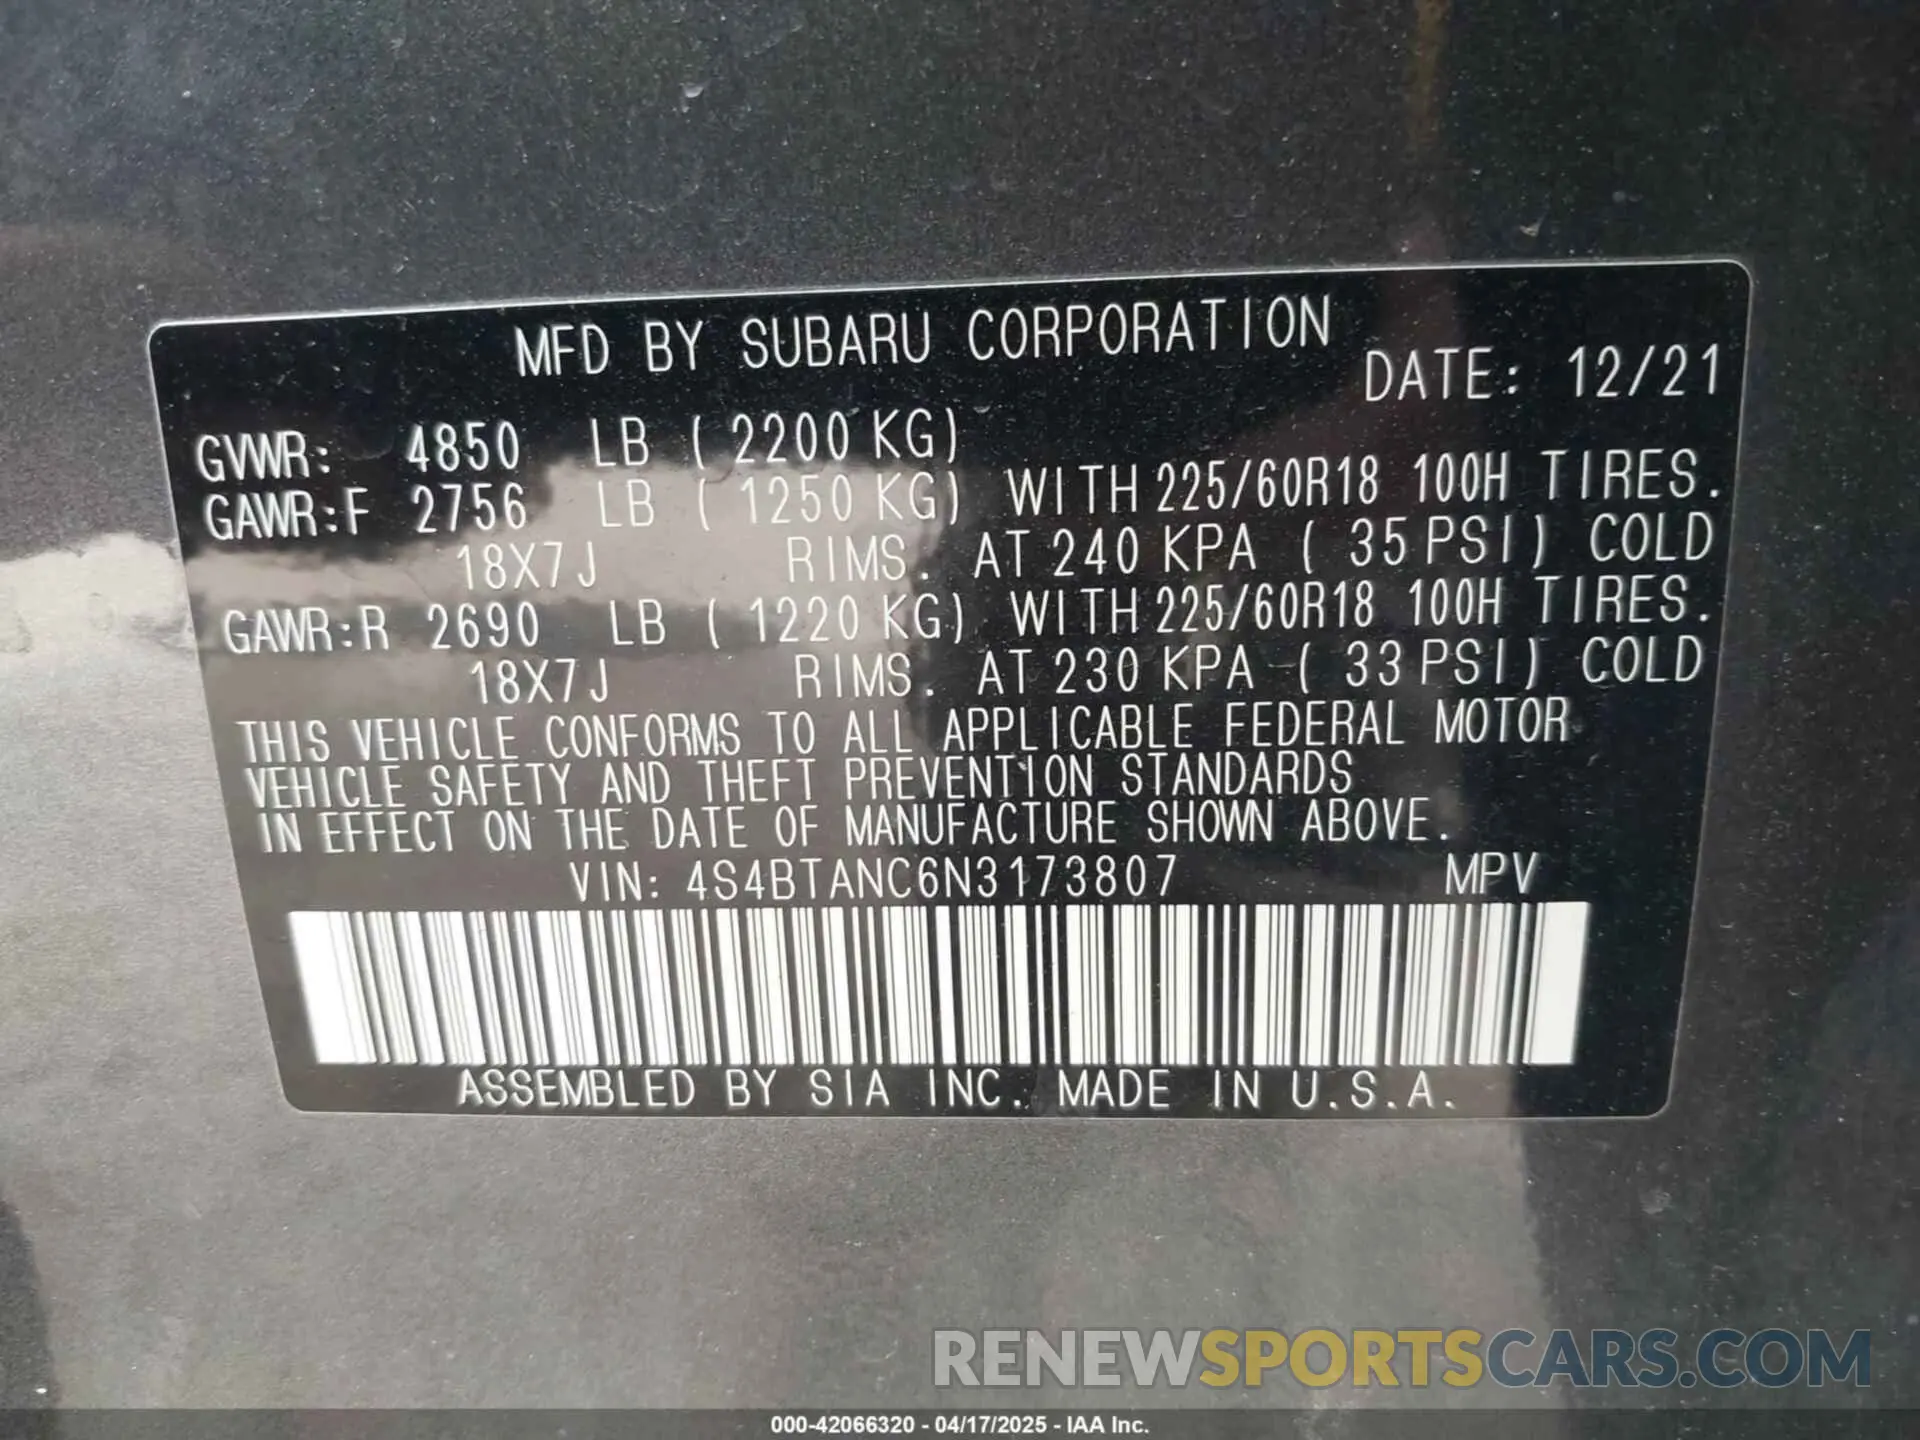 MFD BY SUBARU CORPORATION
DATE: 12/21
GVWR: 4850 LB ( 2200 KG)
GAWR:F 2756 LB ( 1250 KG) WITH 225/60R18 100H TIRES.
18X7J RIMS. AT 240 KPA ( 35 PSI) COLD
GAWR:R 2690 LB ( 1220 KG) WITH 225/60R18 100H TIRES.
18X7J RIMS. AT 230 KPA ( 33 PSI) COLD
THIS VEHICLE CONFORMS TO ALL APPLICABLE FEDERAL MOTOR
VEHICLE SAFETY AND THEFT PREVENTION STANDARDS
IN EFFECT ON THE DATE OF MANUFACTURE SHOWN ABOVE.
VIN: 4S4BTANC6N3173807 MPV
ASSEMBLED BY SIA INC. MADE IN U.S.A.
RENEWSPORTSCARS.COM
000-42066320 - 04/17/2025 - IAA Inc.